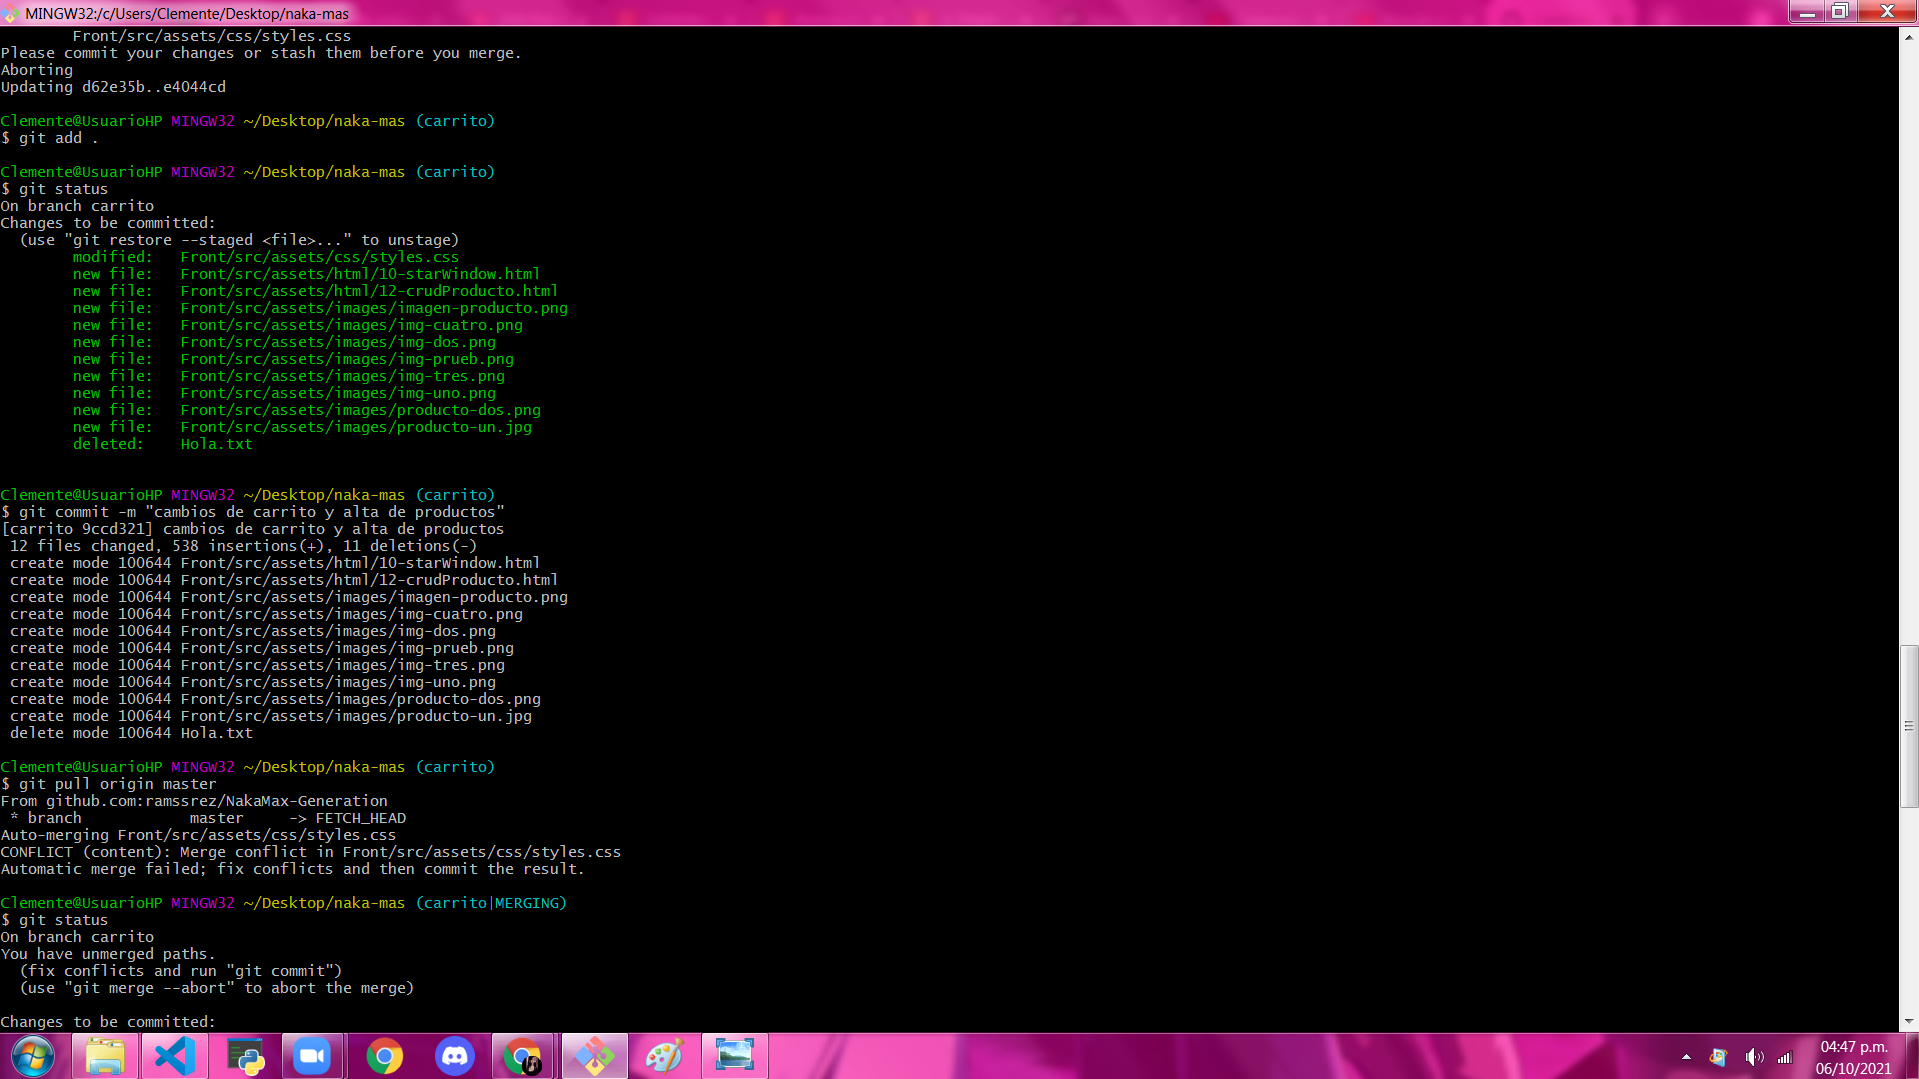 MINGW32:/c/Users/Clemente/Desktop/naka-mas
        Front/src/assets/css/styles.css
Please commit your changes or stash them before you merge.
Aborting
Updating d62e35b..e4044cd
Clemente@UsuarioHP MINGW32 ~/Desktop/naka-mas (carrito)
$ git add .
Clemente@UsuarioHP MINGW32 ~/Desktop/naka-mas (carrito)
$ git status
On branch carrito
Changes to be committed:
  (use "git restore --staged <file>..." to unstage)
        modified:   Front/src/assets/css/styles.css
        new file:   Front/src/assets/html/10-starWindow.html
        new file:   Front/src/assets/html/12-crudProducto.html
        new file:   Front/src/assets/images/imagen-producto.png
        new file:   Front/src/assets/images/img-cuatro.png
        new file:   Front/src/assets/images/img-dos.png
        new file:   Front/src/assets/images/img-prueb.png
        new file:   Front/src/assets/images/img-tres.png
        new file:   Front/src/assets/images/img-uno.png
        new file:   Front/src/assets/images/producto-dos.png
        new file:   Front/src/assets/images/producto-un.jpg
        deleted:    Hola.txt
Clemente@UsuarioHP MINGW32 ~/Desktop/naka-mas (carrito)
$ git commit -m "cambios de carrito y alta de productos"
[carrito 9ccd321] cambios de carrito y alta de productos
 12 files changed, 538 insertions(+), 11 deletions(-)
 create mode 100644 Front/src/assets/html/10-starWindow.html
 create mode 100644 Front/src/assets/html/12-crudProducto.html
 create mode 100644 Front/src/assets/images/imagen-producto.png
 create mode 100644 Front/src/assets/images/img-cuatro.png
 create mode 100644 Front/src/assets/images/img-dos.png
 create mode 100644 Front/src/assets/images/img-prueb.png
 create mode 100644 Front/src/assets/images/img-tres.png
 create mode 100644 Front/src/assets/images/img-uno.png
 create mode 100644 Front/src/assets/images/producto-dos.png
 create mode 100644 Front/src/assets/images/producto-un.jpg
 delete mode 100644 Hola.txt
Clemente@UsuarioHP MINGW32 ~/Desktop/naka-mas (carrito)
$ git pull origin master
From github.com:ramssrez/NakaMax-Generation
 * branch            master     -> FETCH_HEAD
Auto-merging Front/src/assets/css/styles.css
CONFLICT (content): Merge conflict in Front/src/assets/css/styles.css
Automatic merge failed; fix conflicts and then commit the result.
Clemente@UsuarioHP MINGW32 ~/Desktop/naka-mas (carrito|MERGING)
$ git status
On branch carrito
You have unmerged paths.
  (fix conflicts and run "git commit")
  (use "git merge --abort" to abort the merge)
Changes to be committed:
04:47 p.m.
06/10/2021